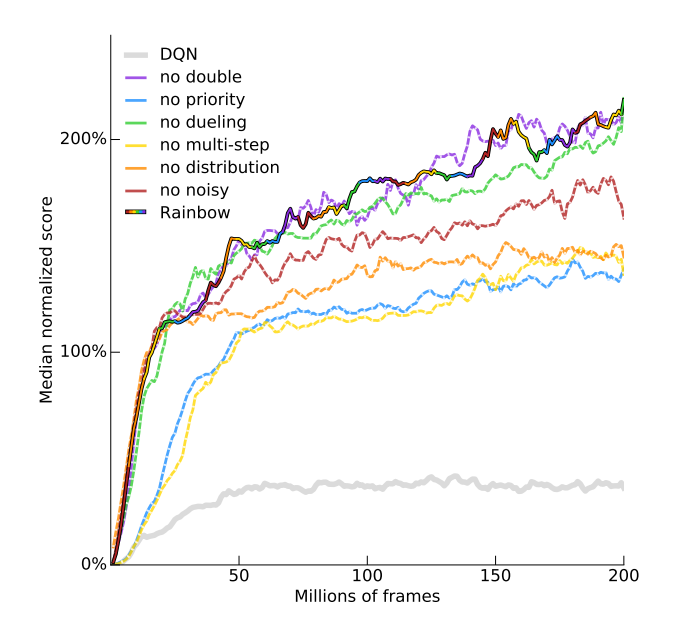 DQN
no double
no priority
no dueling
no multi-step
no distribution
no noisy
Rainbow
Median normalized score
200%
100%
0%
50 100 150 200
Millions of frames